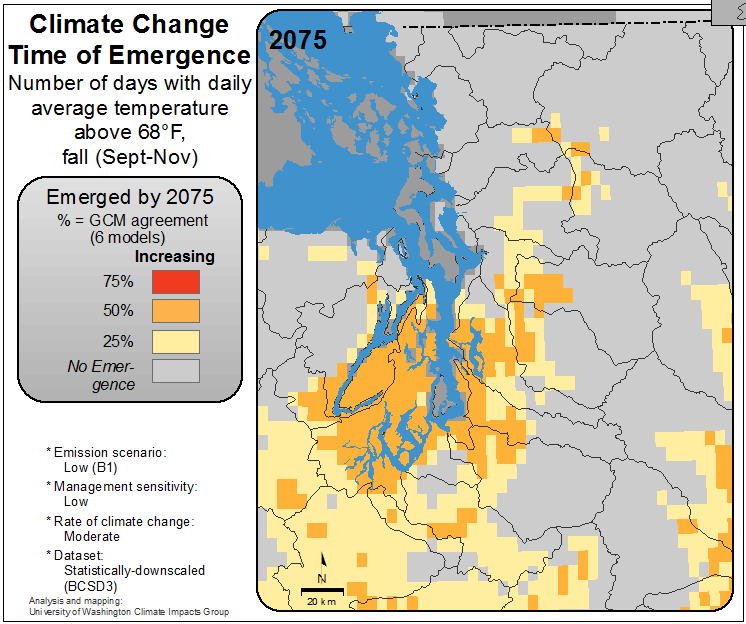 Climate Change
Time of Emergence
Number of days with daily
average temperature
above 68°F,
fall (Sept-Nov)
Emerged by 2075
% = GCM agreement
(6 models)
Increasing
75%
50%
25%
No Emer-
gence
* Emission scenario:
Low (B1)
* Management sensitivity:
Low
* Rate of climate change:
Moderate
* Dataset:
Statistically-downscaled
(BCSD3)
Analysis and mapping:
University of Washington Climate Impacts Group
2075
N
20 km